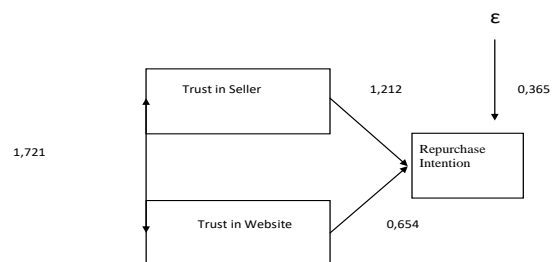 ε
Trust in Seller
1,212
0,365
Repurchase
Intention
1,721
Trust in Website
0,654